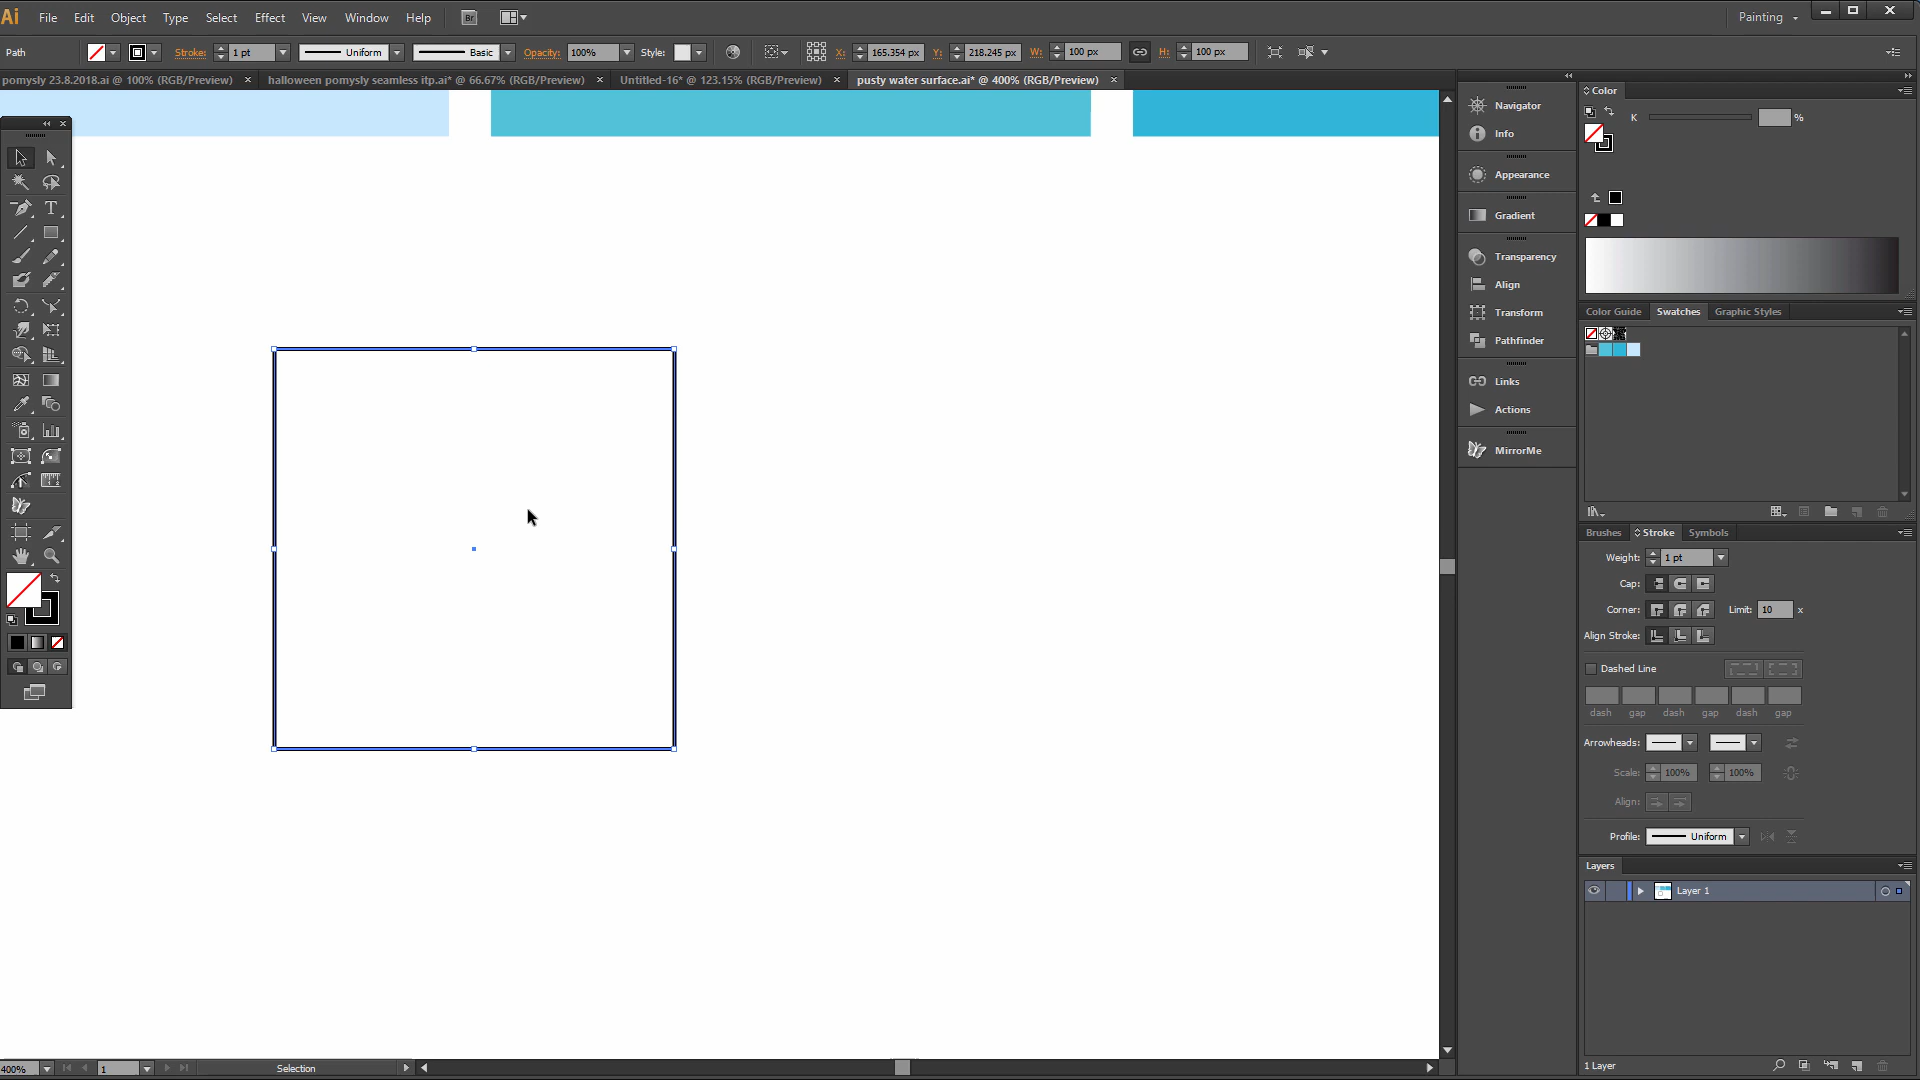 Ai File Edit Object Type Select Effect View Window Help Br Painting
Path Stroke: 1 pt Uniform Basic Opacity: 100% Style: X: 165.354 px Y: 218.245 px W: 100 px H: 100 px
pomysly 23.8.2018.ai @ 100% (RGB/Preview) halloween pomysly seamless itp.ai* @ 66.67% (RGB/Preview) Untitled-16* @ 123.15% (RGB/Preview) pusty water surface.ai* @ 400% (RGB/Preview)
Navigator
Info
Appearance
Gradient
Transparency
Align
Transform
Pathfinder
Links
Actions
MirrorMe
Color
K %
Color Guide Swatches Graphic Styles
Brushes Stroke Symbols
Weight: 1 pt
Cap:
Corner: Limit: 10 x
Align Stroke:
Dashed Line
dash gap dash gap dash gap
Arrowheads:
Scale: 100% 100%
Align:
Profile: Uniform
Layers
Layer 1
1 Layer
400% 1 Selection